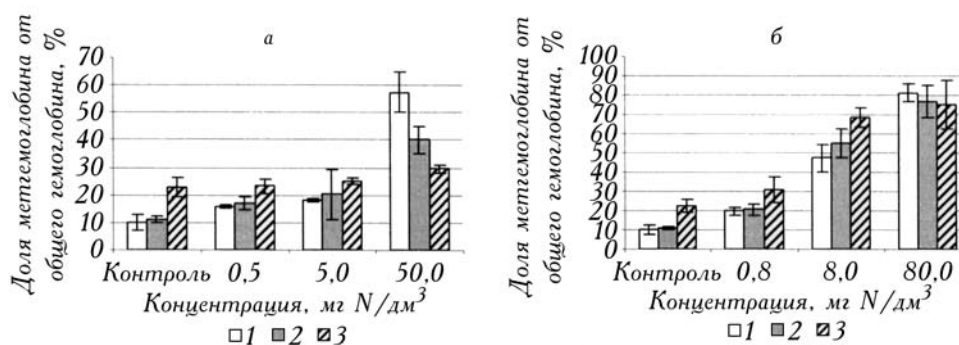 а
Доля метгемоглобина от
общего гемоглобина, %
70
60
50
40
30
20
10
0
Контроль 0,5 5,0 50,0
Концентрация, мг N/дм³
1 2 3
б
Доля метгемоглобина от
общего гемоглобина, %
100
90
80
70
60
50
40
30
20
10
0
Контроль 0,8 8,0 80,0
Концентрация, мг N/дм³
1 2 3